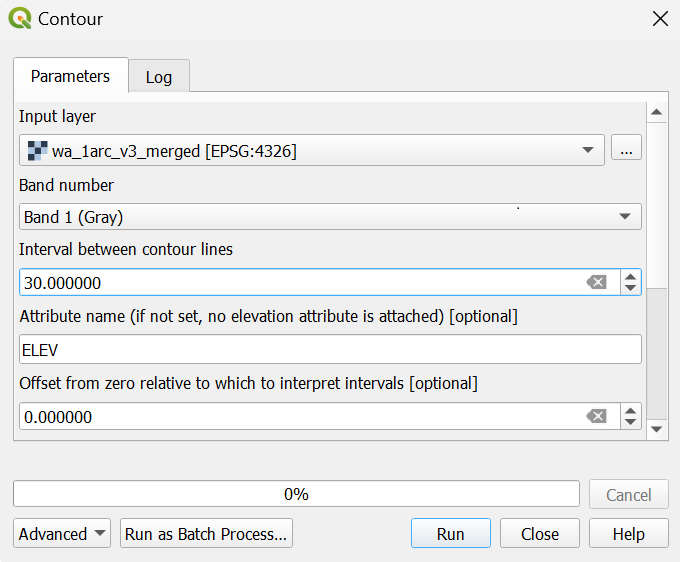 Contour
Parameters
Log
Input layer
wa_1arc_v3_merged [EPSG:4326]
...
Band number
Band 1 (Gray)
Interval between contour lines
30.000000
Attribute name (if not set, no elevation attribute is attached) [optional]
ELEV
Offset from zero relative to which to interpret intervals [optional]
0.000000
0%
Cancel
Advanced
Run as Batch Process...
Run
Close
Help